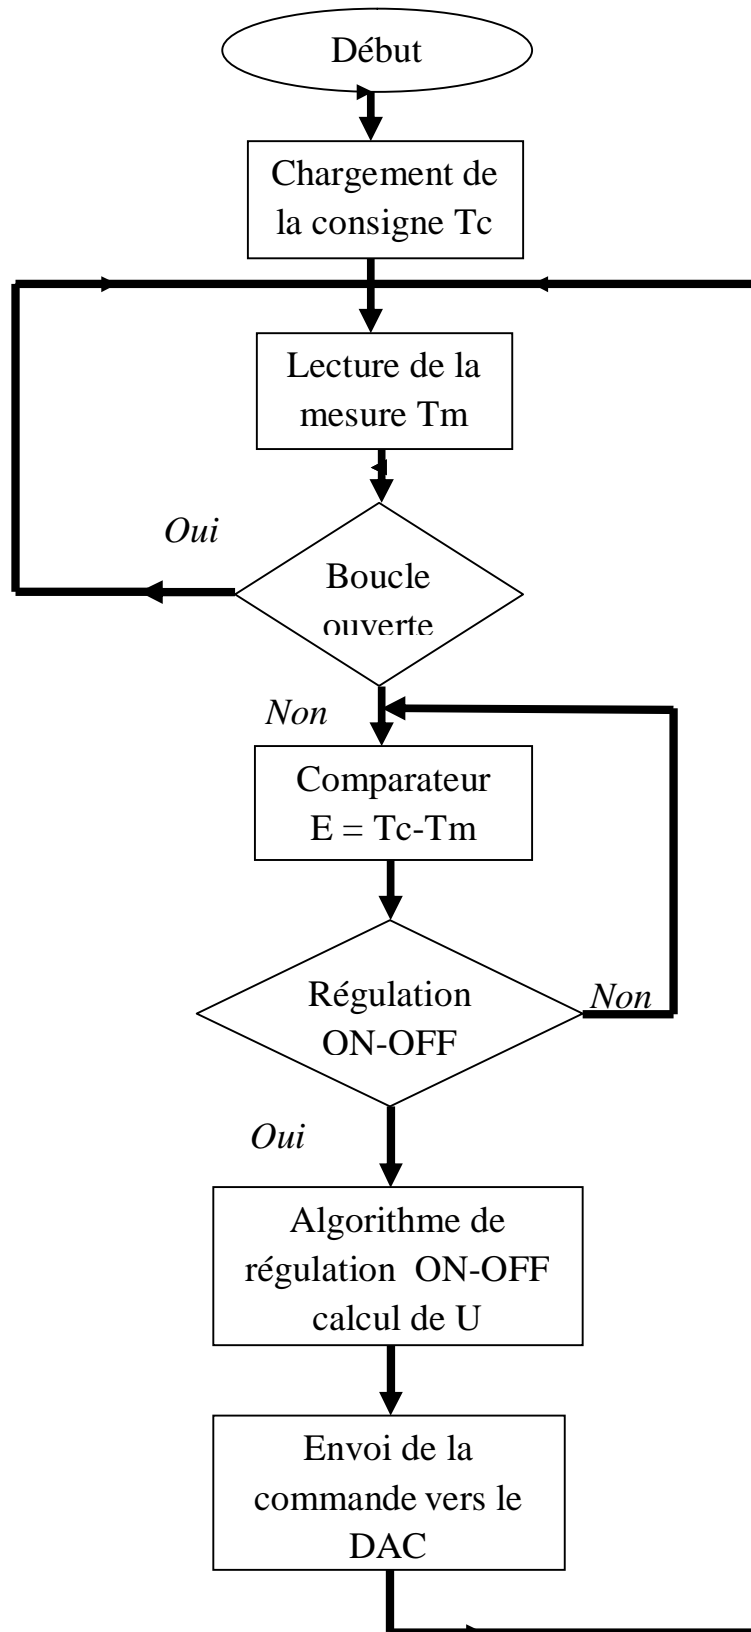 Début
Chargement de
la consigne Tc
Lecture de la
mesure Tm
Oui
Boucle
ouverte
Non
Comparateur
E = Tc-Tm
Régulation
ON-OFF
Non
Oui
Algorithme de
régulation ON-OFF
calcul de U
Envoi de la
commande vers le
DAC